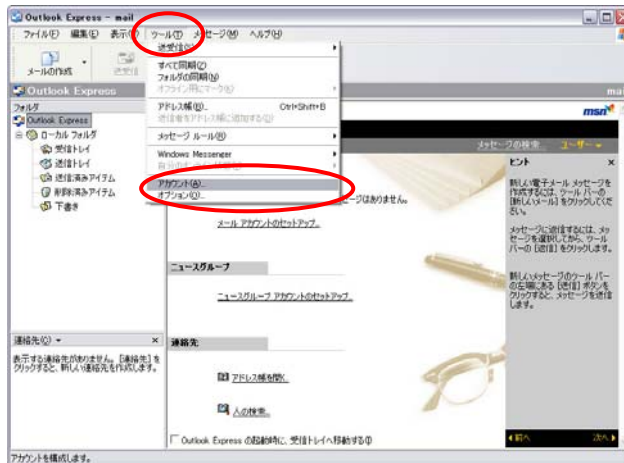 Outlook Express - mail
ファイル(F) 編集(E) 表示(V) ツール(T) メッセージ(M) ヘルプ(H)
メールの作成
送受信
送受信(S)
すべて同期(Z)
フォルダの同期(N)
オフライン用にマーク(K)
アドレス帳(B)... Ctrl+Shift+B
送信者をアドレス帳に追加する(D)
メッセージ ルール(R)
Windows Messenger
アカウント(A)...
オプション(O)...
Outlook Express
フォルダ
Outlook Express
ローカル フォルダ
受信トレイ
送信トレイ
送信済みアイテム
削除済みアイテム
下書き
msn
メッセージの検索... ユーザー
ージはありません。
メール アカウントのセットアップ...
ニュースグループ
ニュースグループ アカウントのセットアップ...
連絡先
アドレス帳を開く...
人の検索...
Outlook Express の起動時に、受信トレイへ移動する(I)
ヒント ×
新しい電子メール メッセージを
作成するには、ツール バーの
[新しいメール] をクリックしてくだ
さい。
メッセージに返信するには、メッ
セージを選択してから、ツール
バーの [返信] をクリックします。
新しいメッセージのツール バー
の左端にある [送信] ボタンを
クリックすると、メッセージを送信
します。
前へ 次へ
連絡先(C) ×
表示する連絡先がありません。[連絡先] を
クリックすると、新しい連絡先を作成します。
アカウントを構成します。